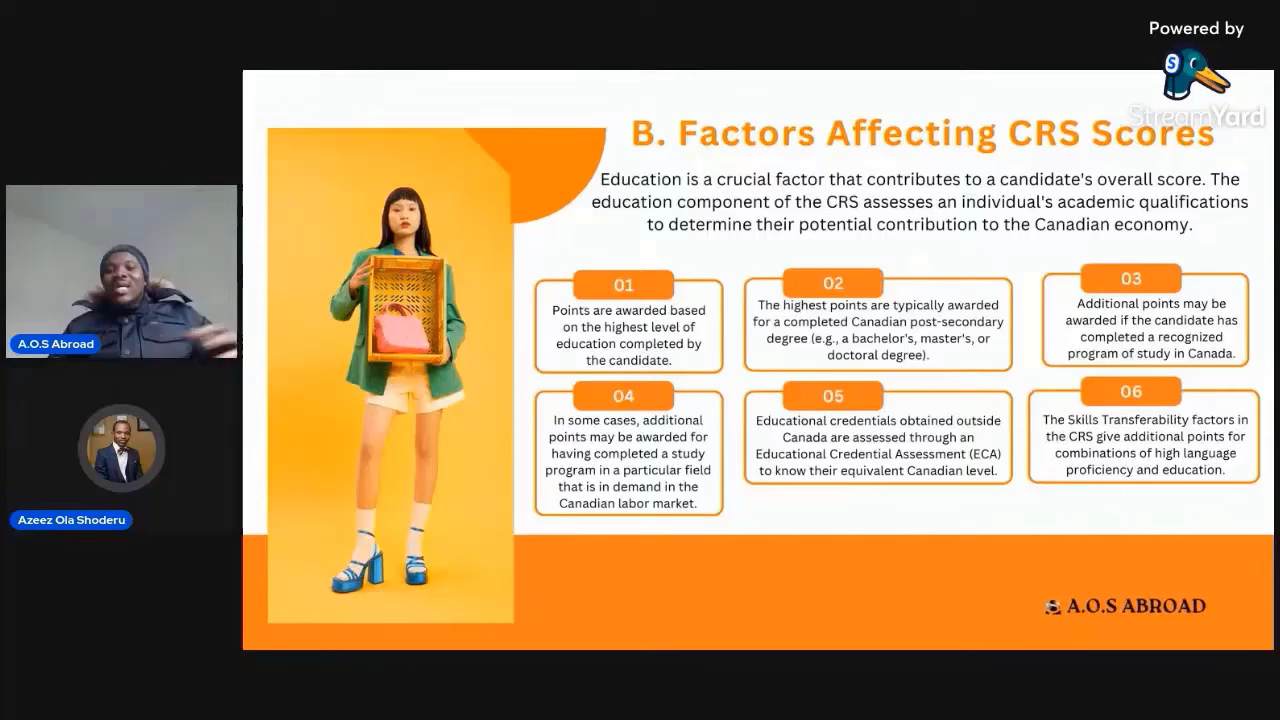 Powered by
S
StreamYard
B. Factors Affecting CRS Scores
Education is a crucial factor that contributes to a candidate's overall score. The
education component of the CRS assesses an individual's academic qualifications
to determine their potential contribution to the Canadian economy.
01
Points are awarded based
on the highest level of
education completed by
the candidate.
02
The highest points are typically awarded
for a completed Canadian post-secondary
degree (e.g., a bachelor's, master's, or
doctoral degree).
03
Additional points may be
awarded if the candidate has
completed a recognized
program of study in Canada.
04
In some cases, additional
points may be awarded for
having completed a study
program in a particular field
that is in demand in the
Canadian labor market.
05
Educational credentials obtained outside
Canada are assessed through an
Educational Credential Assessment (ECA)
to know their equivalent Canadian level.
06
The Skills Transferability factors in
the CRS give additional points for
combinations of high language
proficiency and education.
A.O.S Abroad
Azeez Ola Shoderu
A.O.S ABROAD